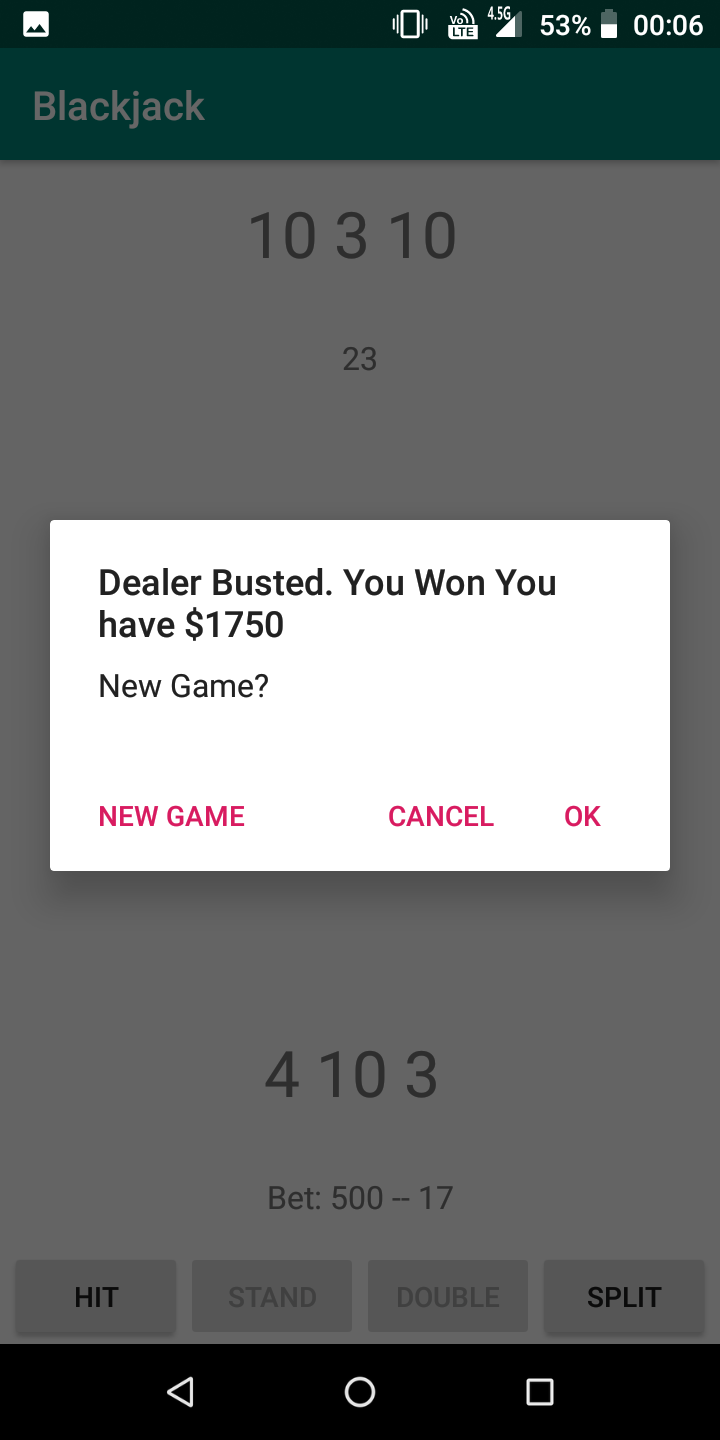 Vo LTE 4.5G 53% 00:06
Blackjack
10 3 10
23
Dealer Busted. You Won You
have $1750
New Game?
NEW GAME CANCEL OK
4 10 3
Bet: 500 -- 17
HIT STAND DOUBLE SPLIT